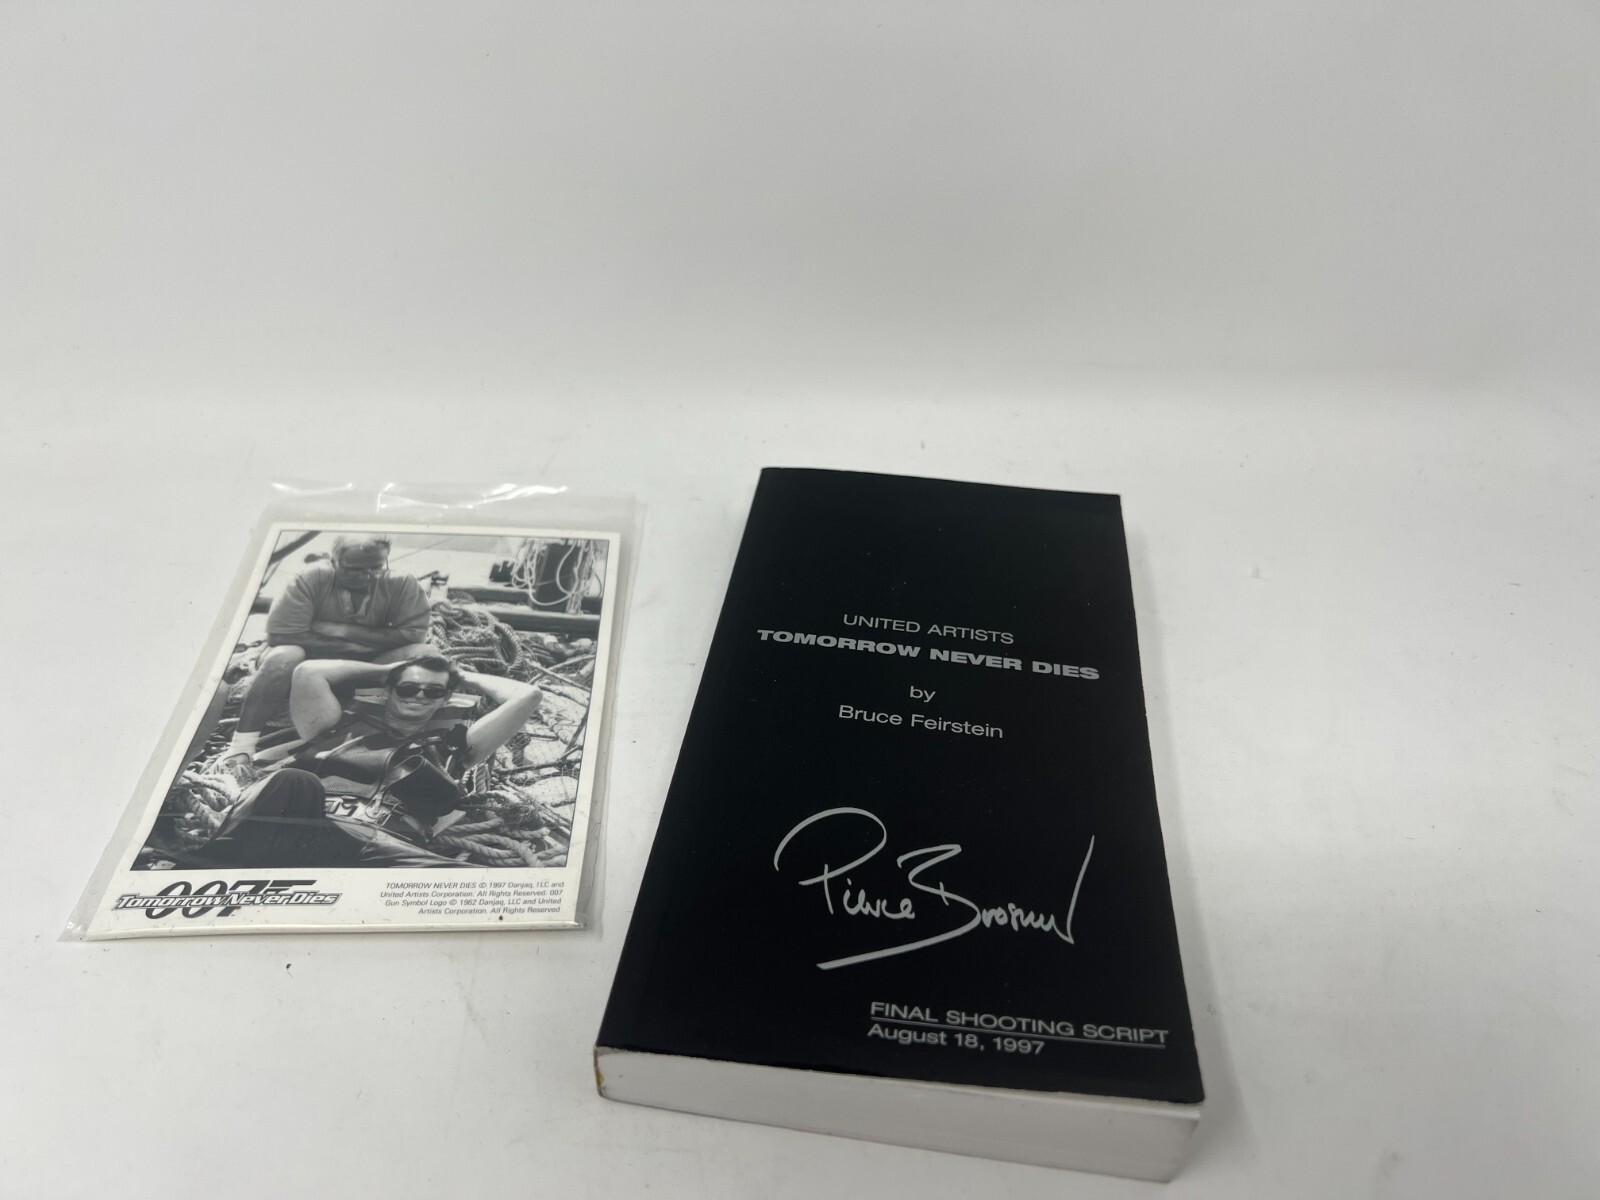 007
Tomorrow Never Dies
TOMORROW NEVER DIES © 1997 Danjaq, LLC and
United Artists Corporation. All Rights Reserved. 007
Gun Symbol Logo © 1962 Danjaq, LLC and United
Artists Corporation. All Rights Reserved
UNITED ARTISTS
TOMORROW NEVER DIES
by
Bruce Feirstein
Pierce Brosnan
FINAL SHOOTING SCRIPT
August 18, 1997